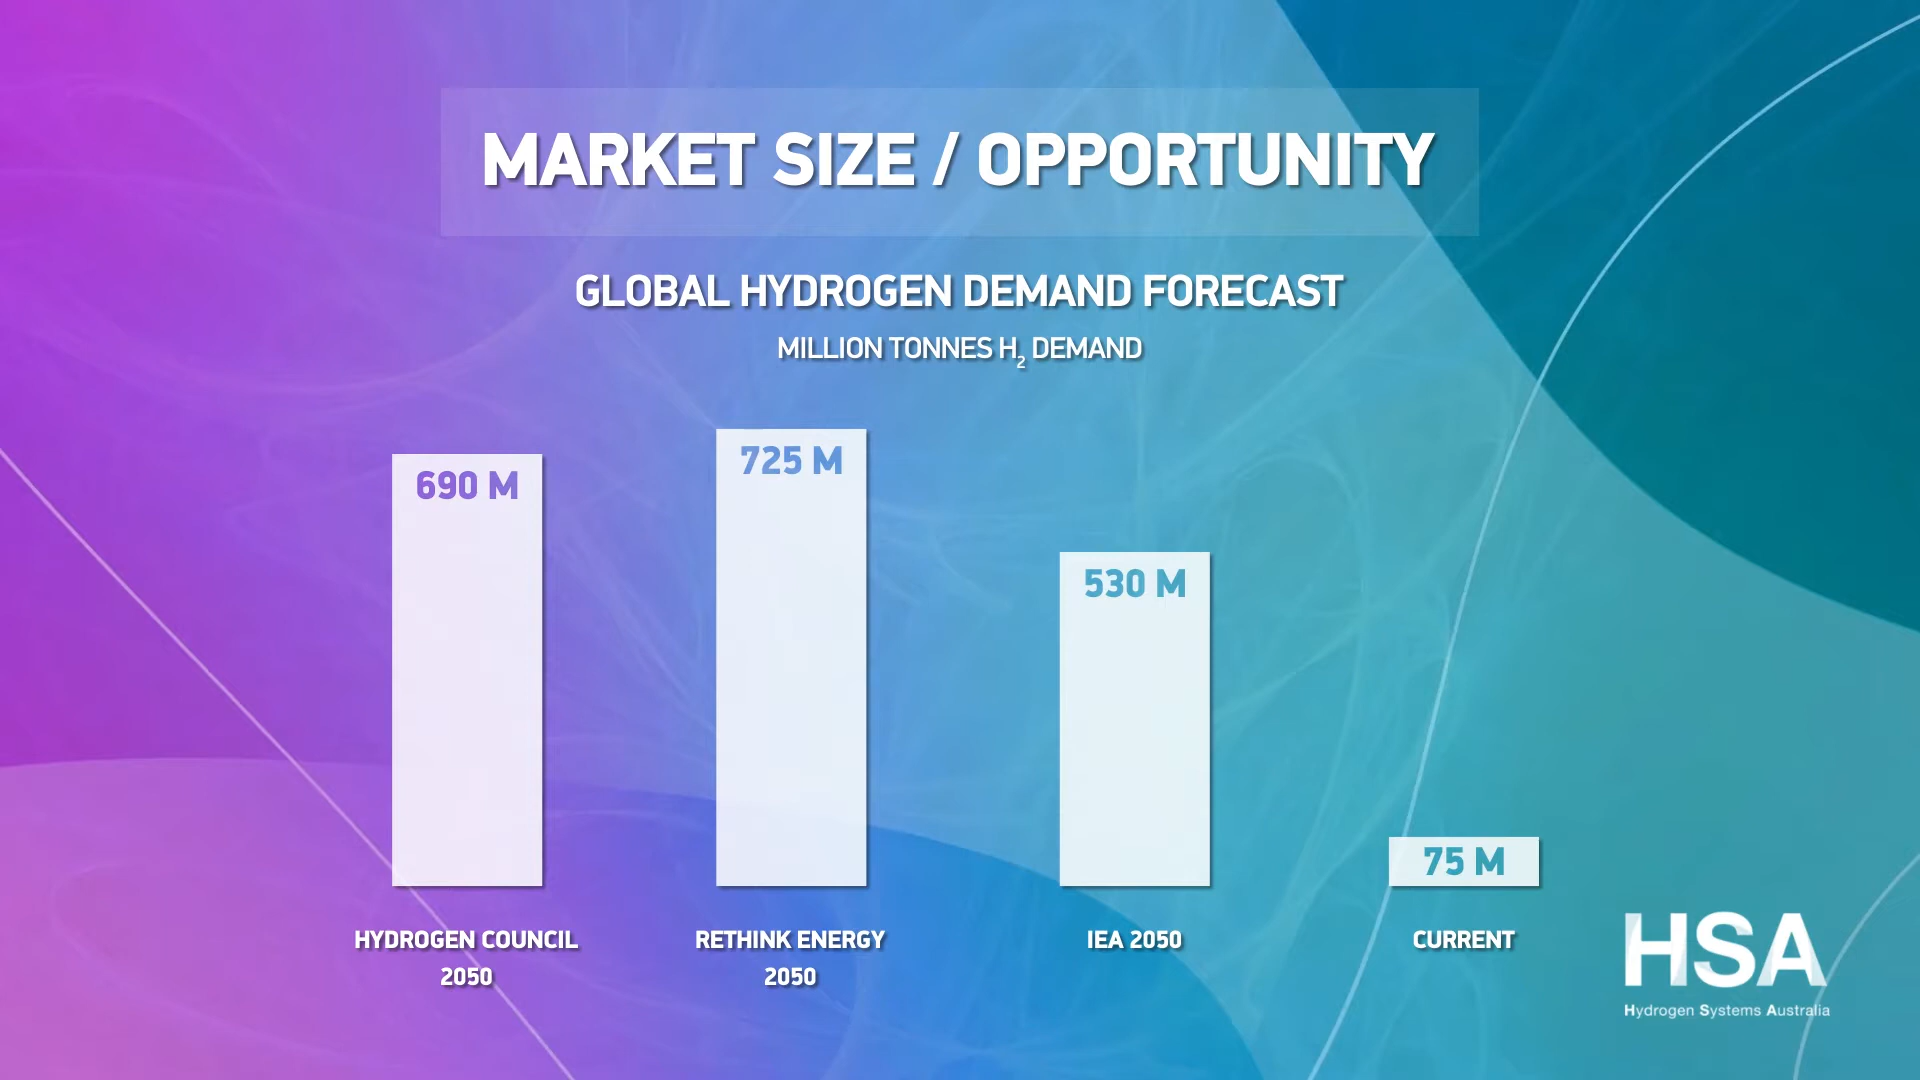 MARKET SIZE / OPPORTUNITY
GLOBAL HYDROGEN DEMAND FORECAST
MILLION TONNES H₂ DEMAND
690 M
725 M
530 M
75 M
HYDROGEN COUNCIL
2050
RETHINK ENERGY
2050
IEA 2050
CURRENT
HSA
Hydrogen Systems Australia